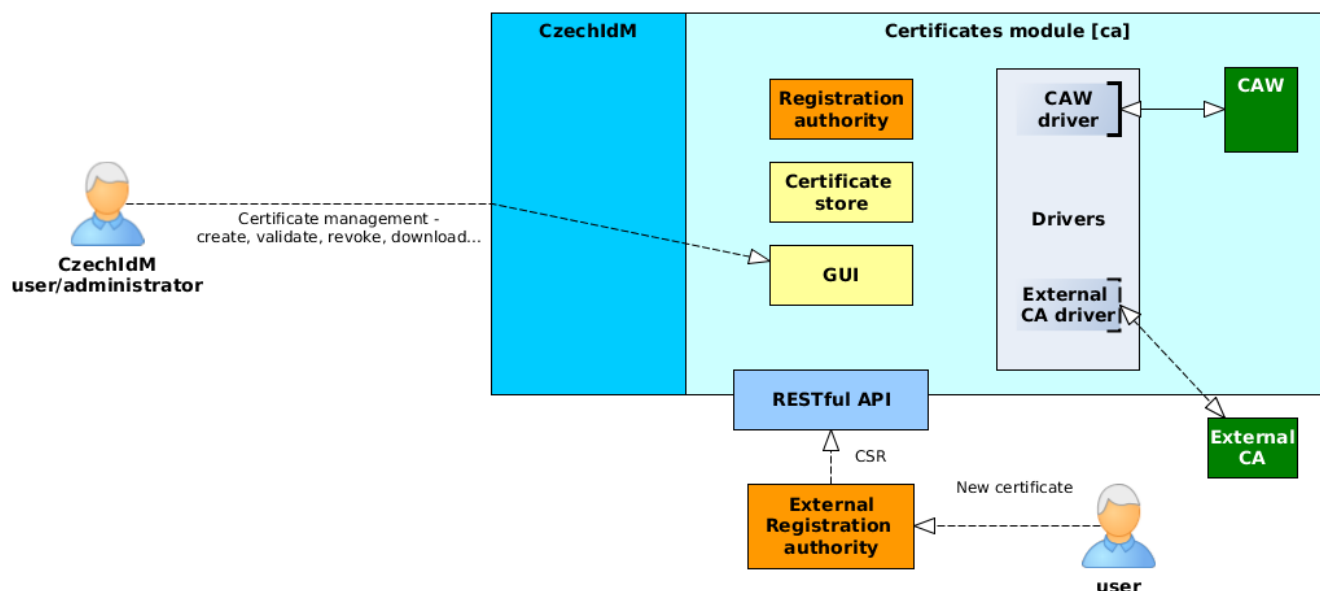 CzechIdM
Certificates module [ca]
Registration
authority
CAW
driver
CAW
Certificate
store
Certificate management -
create, validate, revoke, download...
Drivers
CzechIdM
user/administrator
GUI
External
CA driver
RESTful API
External
CA
CSR
New certificate
External
Registration
authority
user